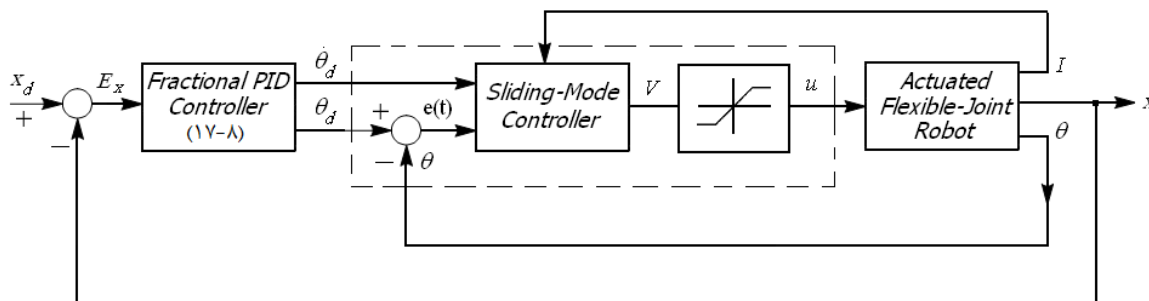 x_d
+
−
E_x
Fractional PID
Controller
(۱۷-۸)
θ̇_d
θ_d
+
−
e(t)
θ
Sliding-Mode
Controller
V
u
Actuated
Flexible-Joint
Robot
I
x
θ